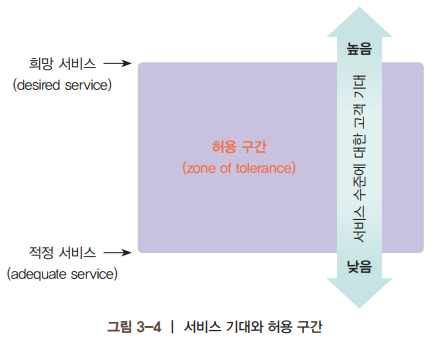 높음
희망 서비스
(desired service)
허용 구간
(zone of tolerance)
서비스 수준에 대한 고객 기대
적정 서비스
(adequate service)
낮음
그림 3-4 | 서비스 기대와 허용 구간